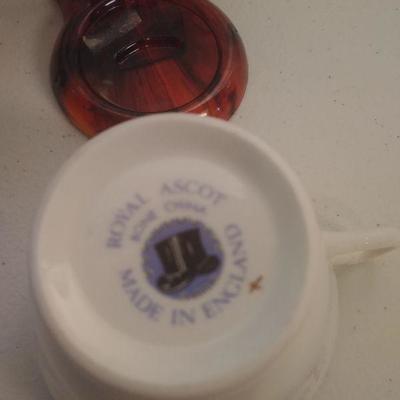 ROYAL ASCOT
BONE CHINA
MADE IN ENGLAND